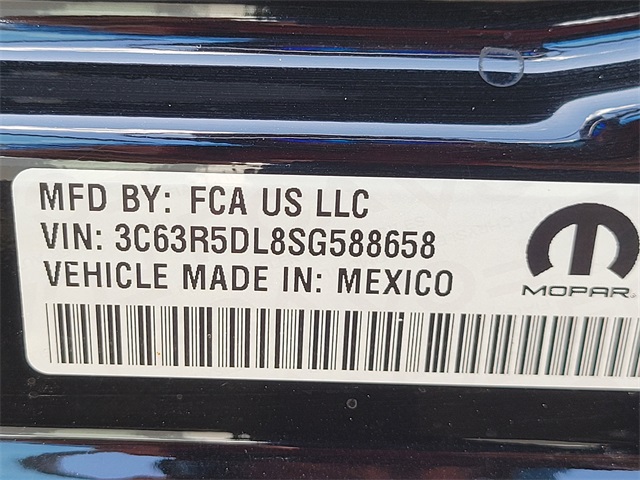 MFD BY: FCA US LLC
VIN: 3C63R5DL8SG588658
VEHICLE MADE IN: MEXICO
MOPAR